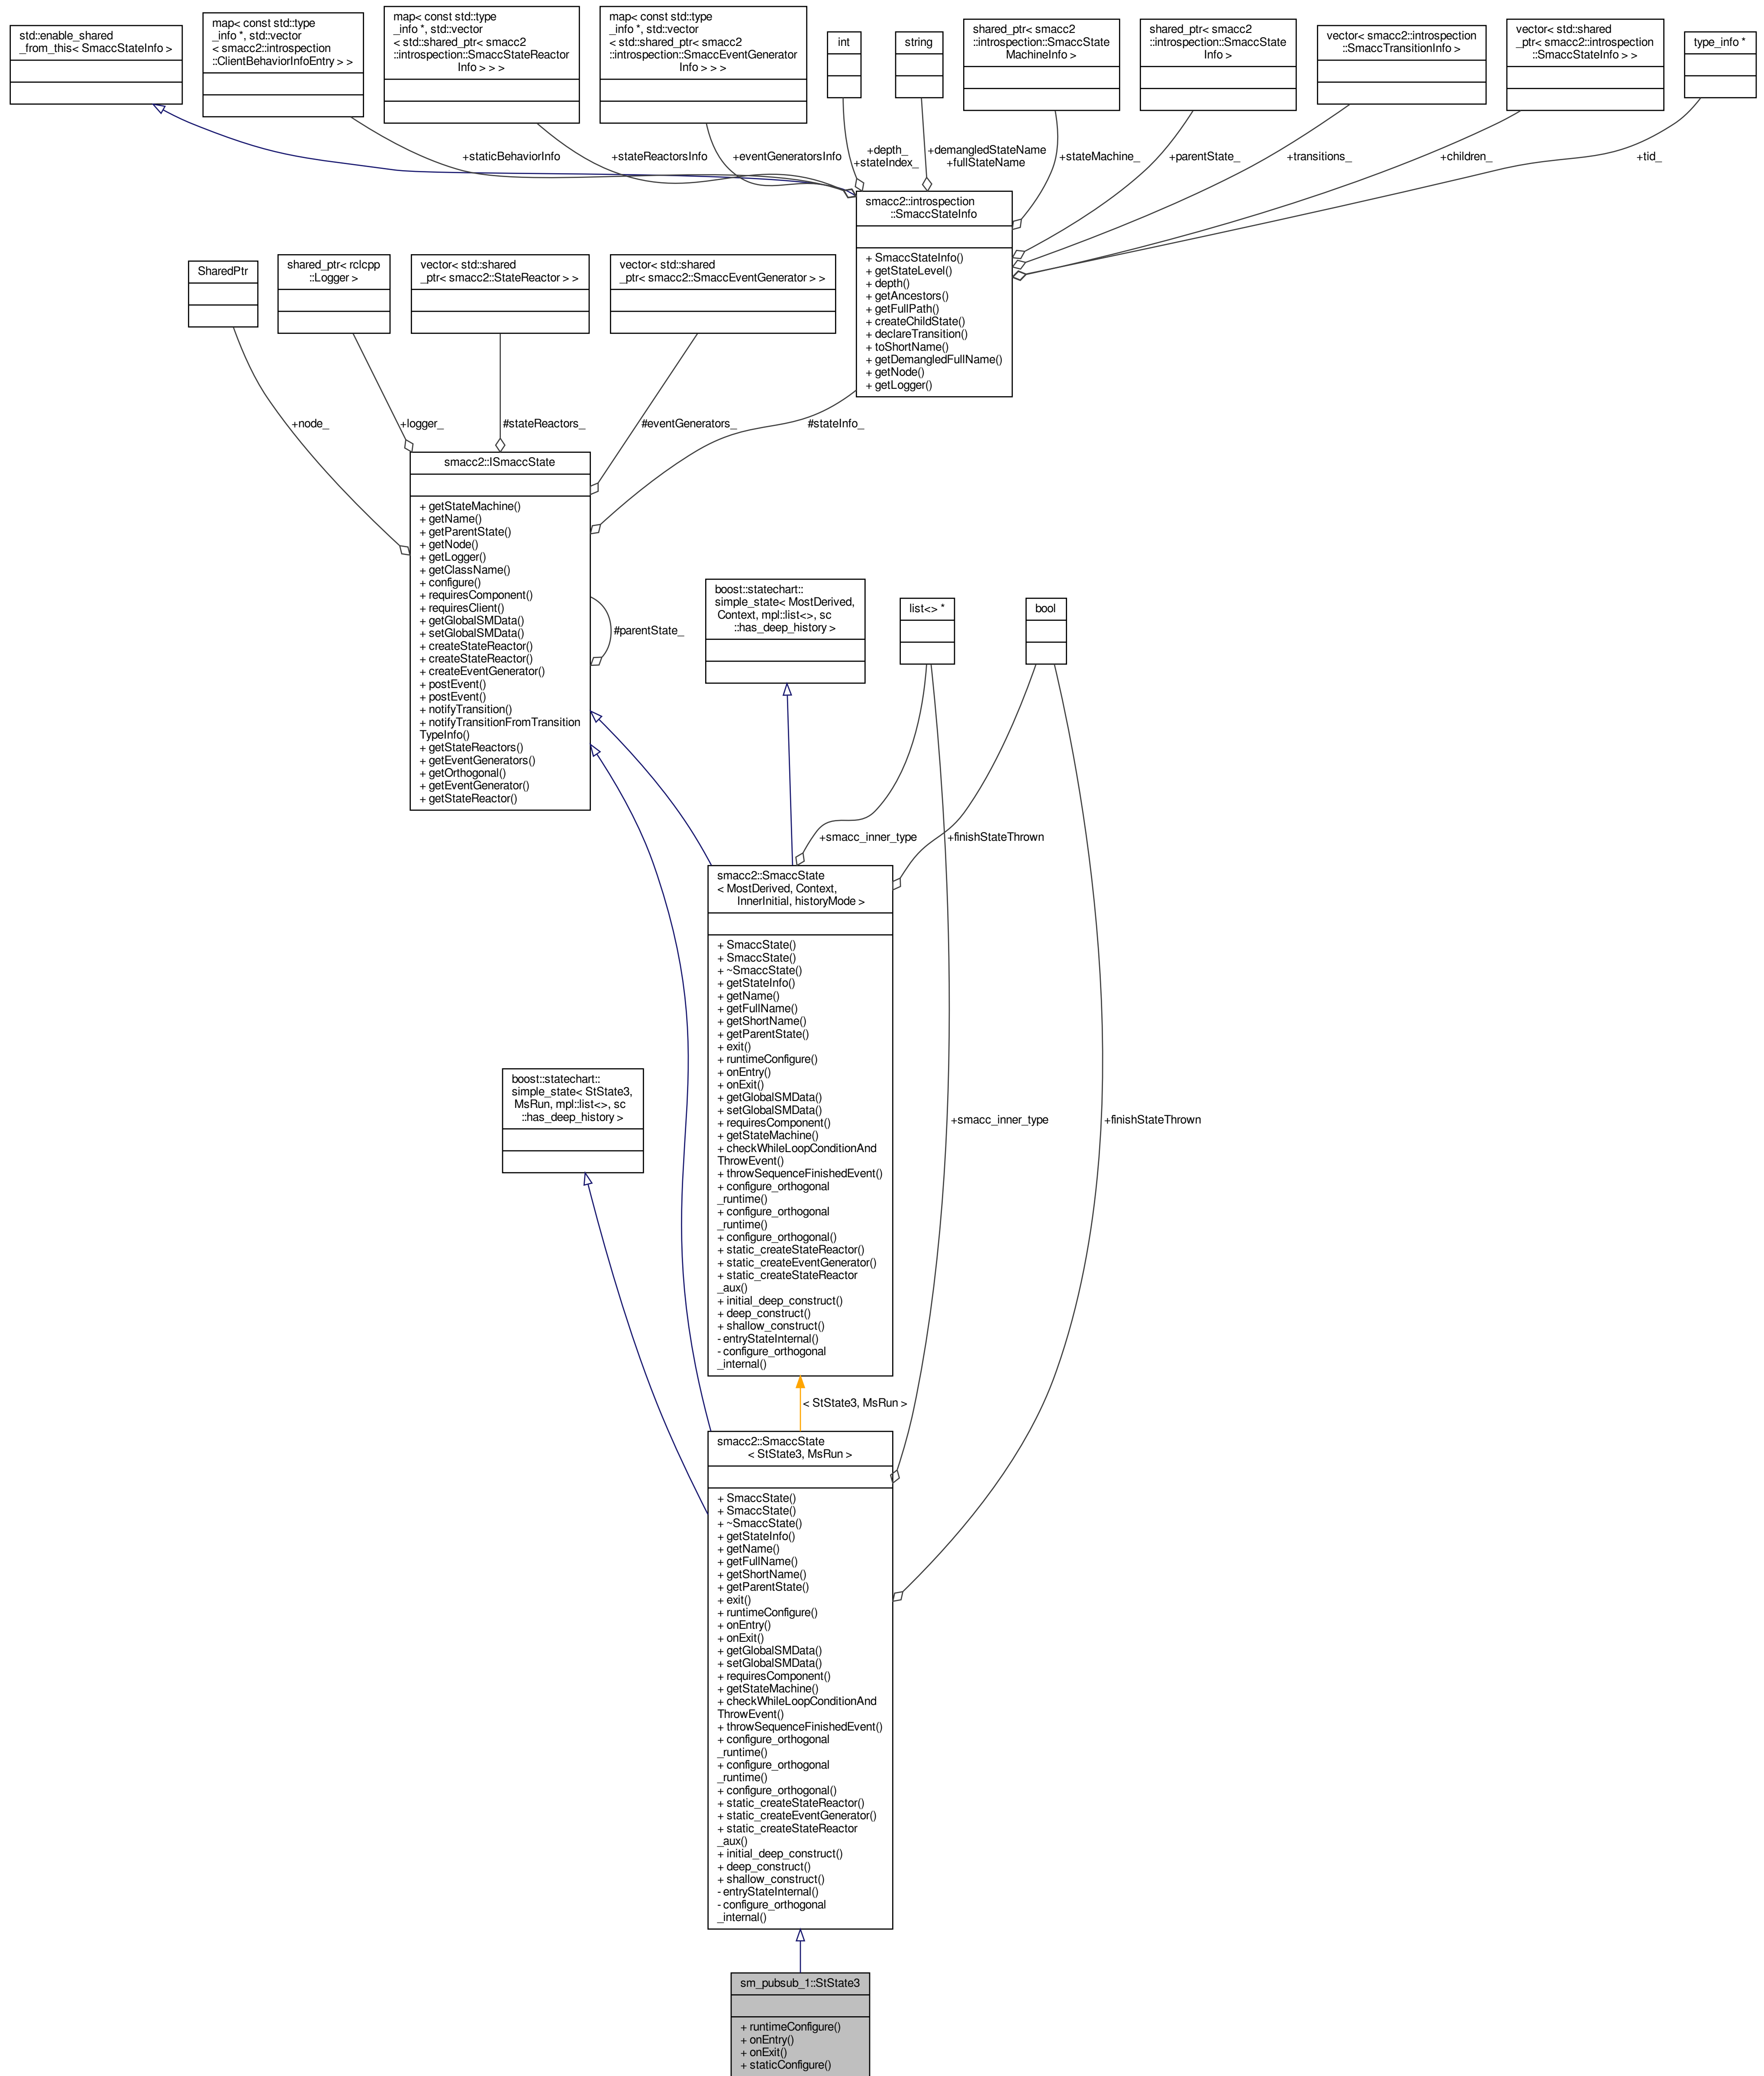 std::enable_shared
_from_this< SmaccStateInfo >
map< const std::type
_info *, std::vector
< smacc2::introspection
::ClientBehaviorInfoEntry > >
map< const std::type
_info *, std::vector
< std::shared_ptr< smacc2
::introspection::SmaccStateReactor
Info > > >
map< const std::type
_info *, std::vector
< std::shared_ptr< smacc2
::introspection::SmaccEventGenerator
Info > > >
int
string
shared_ptr< smacc2
::introspection::SmaccState
MachineInfo >
shared_ptr< smacc2
::introspection::SmaccState
Info >
vector< smacc2::introspection
::SmaccTransitionInfo >
vector< std::shared
_ptr< smacc2::introspection
::SmaccStateInfo > >
type_info *
+staticBehaviorInfo
+stateReactorsInfo
+eventGeneratorsInfo
+depth_
+stateIndex_
+demangledStateName
+fullStateName
+stateMachine_
+parentState_
+transitions_
+children_
+tid_
smacc2::introspection
::SmaccStateInfo
+ SmaccStateInfo()
+ getStateLevel()
+ depth()
+ getAncestors()
+ getFullPath()
+ createChildState()
+ declareTransition()
+ toShortName()
+ getDemangledFullName()
+ getNode()
+ getLogger()
SharedPtr
shared_ptr< rclcpp
::Logger >
vector< std::shared
_ptr< smacc2::StateReactor > >
vector< std::shared
_ptr< smacc2::SmaccEventGenerator > >
+node_
+logger_
#stateReactors_
#eventGenerators_
#stateInfo_
smacc2::ISmaccState
+ getStateMachine()
+ getName()
+ getParentState()
+ getNode()
+ getLogger()
+ getClassName()
+ configure()
+ requiresComponent()
+ requiresClient()
+ getGlobalSMData()
+ setGlobalSMData()
+ createStateReactor()
+ createStateReactor()
+ createEventGenerator()
+ postEvent()
+ postEvent()
+ notifyTransition()
+ notifyTransitionFromTransition
TypeInfo()
+ getStateReactors()
+ getEventGenerators()
+ getOrthogonal()
+ getEventGenerator()
+ getStateReactor()
#parentState_
boost::statechart::
simple_state< MostDerived,
Context, mpl::list<>, sc
::has_deep_history >
list<> *
bool
+smacc_inner_type
+finishStateThrown
smacc2::SmaccState
< MostDerived, Context,
InnerInitial, historyMode >
+ SmaccState()
+ SmaccState()
+ ~SmaccState()
+ getStateInfo()
+ getName()
+ getFullName()
+ getShortName()
+ getParentState()
+ exit()
+ runtimeConfigure()
+ onEntry()
+ onExit()
+ getGlobalSMData()
+ setGlobalSMData()
+ requiresComponent()
+ getStateMachine()
+ checkWhileLoopConditionAnd
ThrowEvent()
+ throwSequenceFinishedEvent()
+ configure_orthogonal
_runtime()
+ configure_orthogonal
_runtime()
+ configure_orthogonal()
+ static_createStateReactor()
+ static_createEventGenerator()
+ static_createStateReactor
_aux()
+ initial_deep_construct()
+ deep_construct()
+ shallow_construct()
- entryStateInternal()
- configure_orthogonal
_internal()
boost::statechart::
simple_state< StState3,
MsRun, mpl::list<>, sc
::has_deep_history >
+smacc_inner_type
+finishStateThrown
< StState3, MsRun >
smacc2::SmaccState
< StState3, MsRun >
+ SmaccState()
+ SmaccState()
+ ~SmaccState()
+ getStateInfo()
+ getName()
+ getFullName()
+ getShortName()
+ getParentState()
+ exit()
+ runtimeConfigure()
+ onEntry()
+ onExit()
+ getGlobalSMData()
+ setGlobalSMData()
+ requiresComponent()
+ getStateMachine()
+ checkWhileLoopConditionAnd
ThrowEvent()
+ throwSequenceFinishedEvent()
+ configure_orthogonal
_runtime()
+ configure_orthogonal
_runtime()
+ configure_orthogonal()
+ static_createStateReactor()
+ static_createEventGenerator()
+ static_createStateReactor
_aux()
+ initial_deep_construct()
+ deep_construct()
+ shallow_construct()
- entryStateInternal()
- configure_orthogonal
_internal()
sm_pubsub_1::StState3
+ runtimeConfigure()
+ onEntry()
+ onExit()
+ staticConfigure()